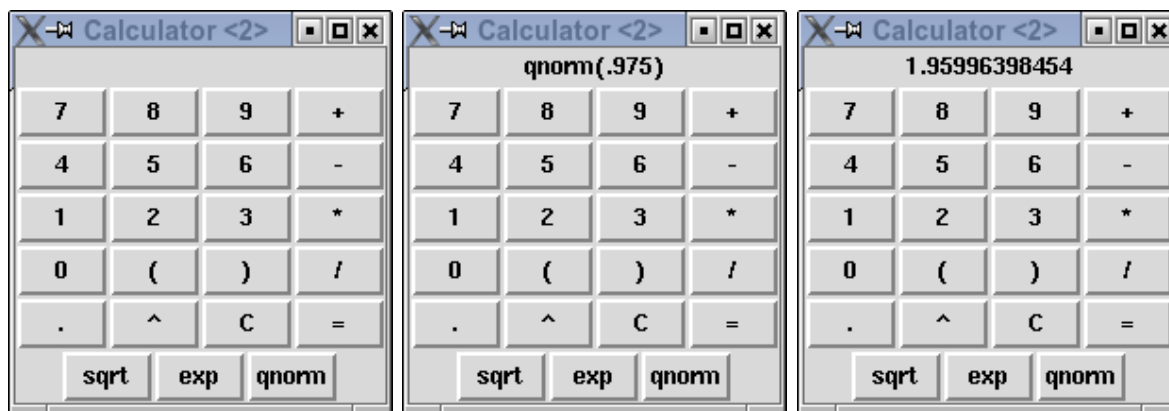 Calculator <2>
7 8 9 +
4 5 6 -
1 2 3 *
0 ( ) /
. ^ C =
sqrt exp qnorm
Calculator <2>
qnorm(.975)
7 8 9 +
4 5 6 -
1 2 3 *
0 ( ) /
. ^ C =
sqrt exp qnorm
Calculator <2>
1.95996398454
7 8 9 +
4 5 6 -
1 2 3 *
0 ( ) /
. ^ C =
sqrt exp qnorm